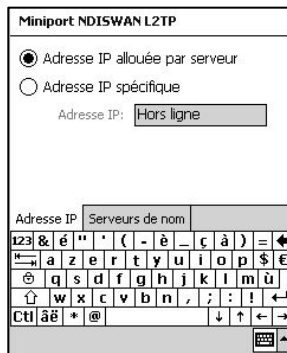 Miniport NDISWAN L2TP
Adresse IP allouée par serveur
Adresse IP spécifique
Adresse IP: Hors ligne
Adresse IP Serveurs de nom
123 & é " ' ( - è _ ç à ) =
a z e r t y u i o p $ €
q s d f g h j k l m ù
w x c v b n , ; : !
Ctl âë * @ ↓ ↑ ← →